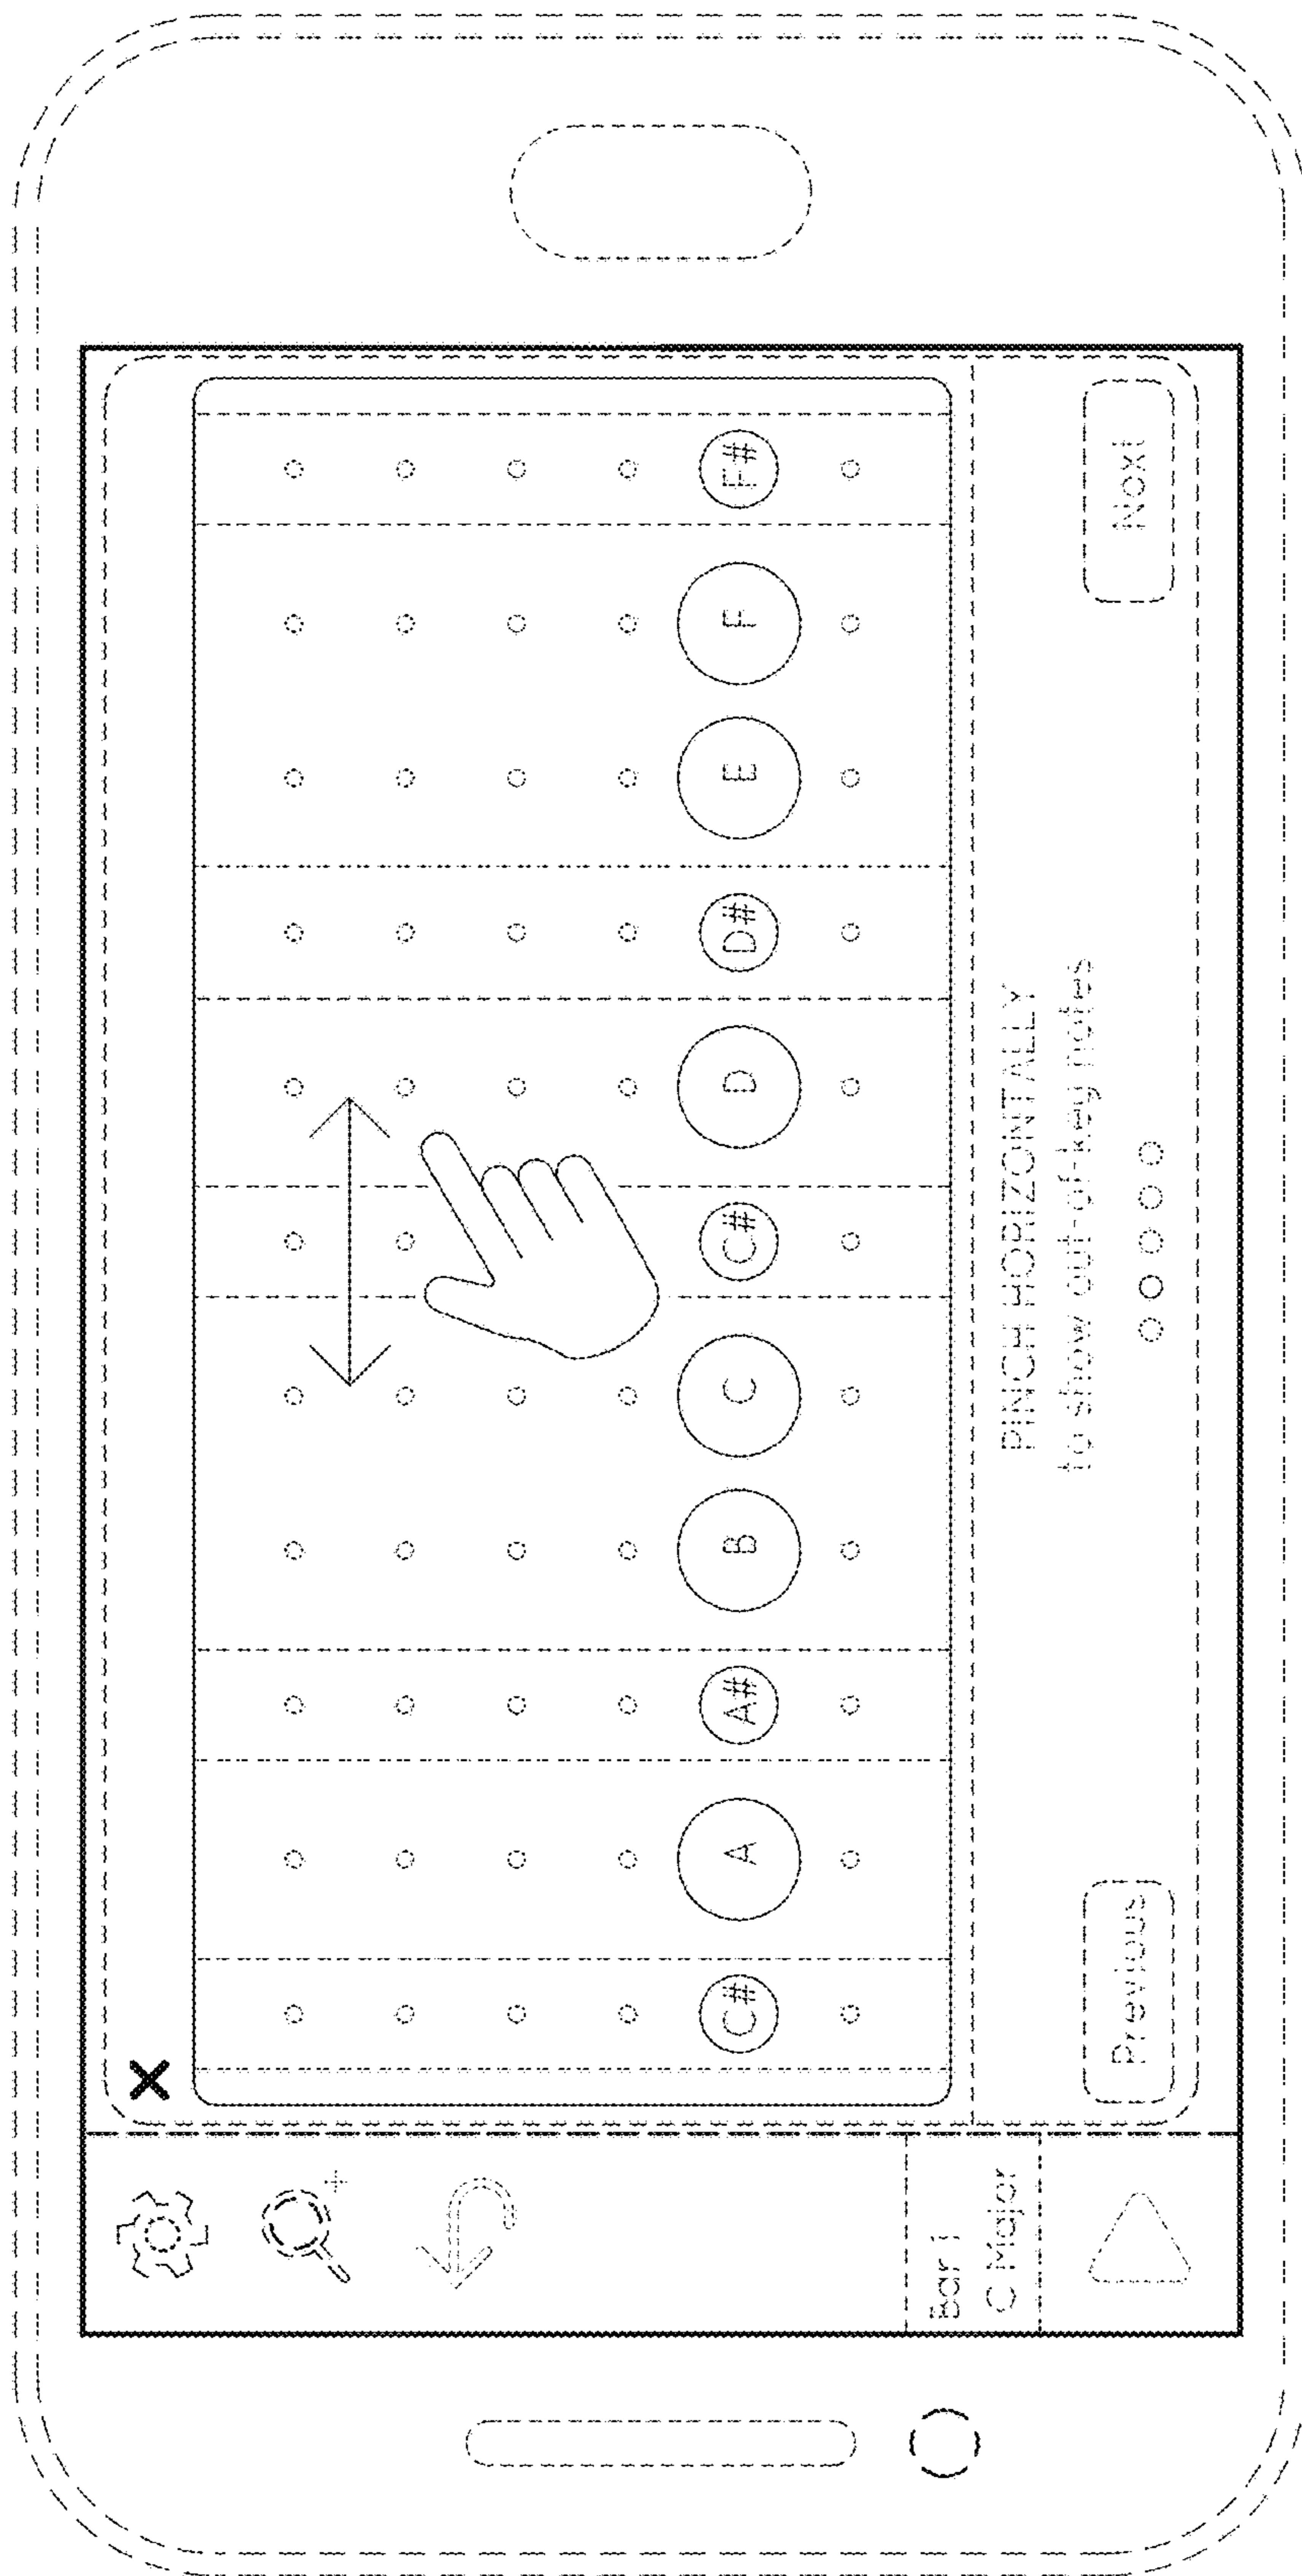 C# A A# B C C# D D# E F F#
Bar 1
C Major
PINCH HORIZONTALLY
to show out-of-key notes
Previous
Next